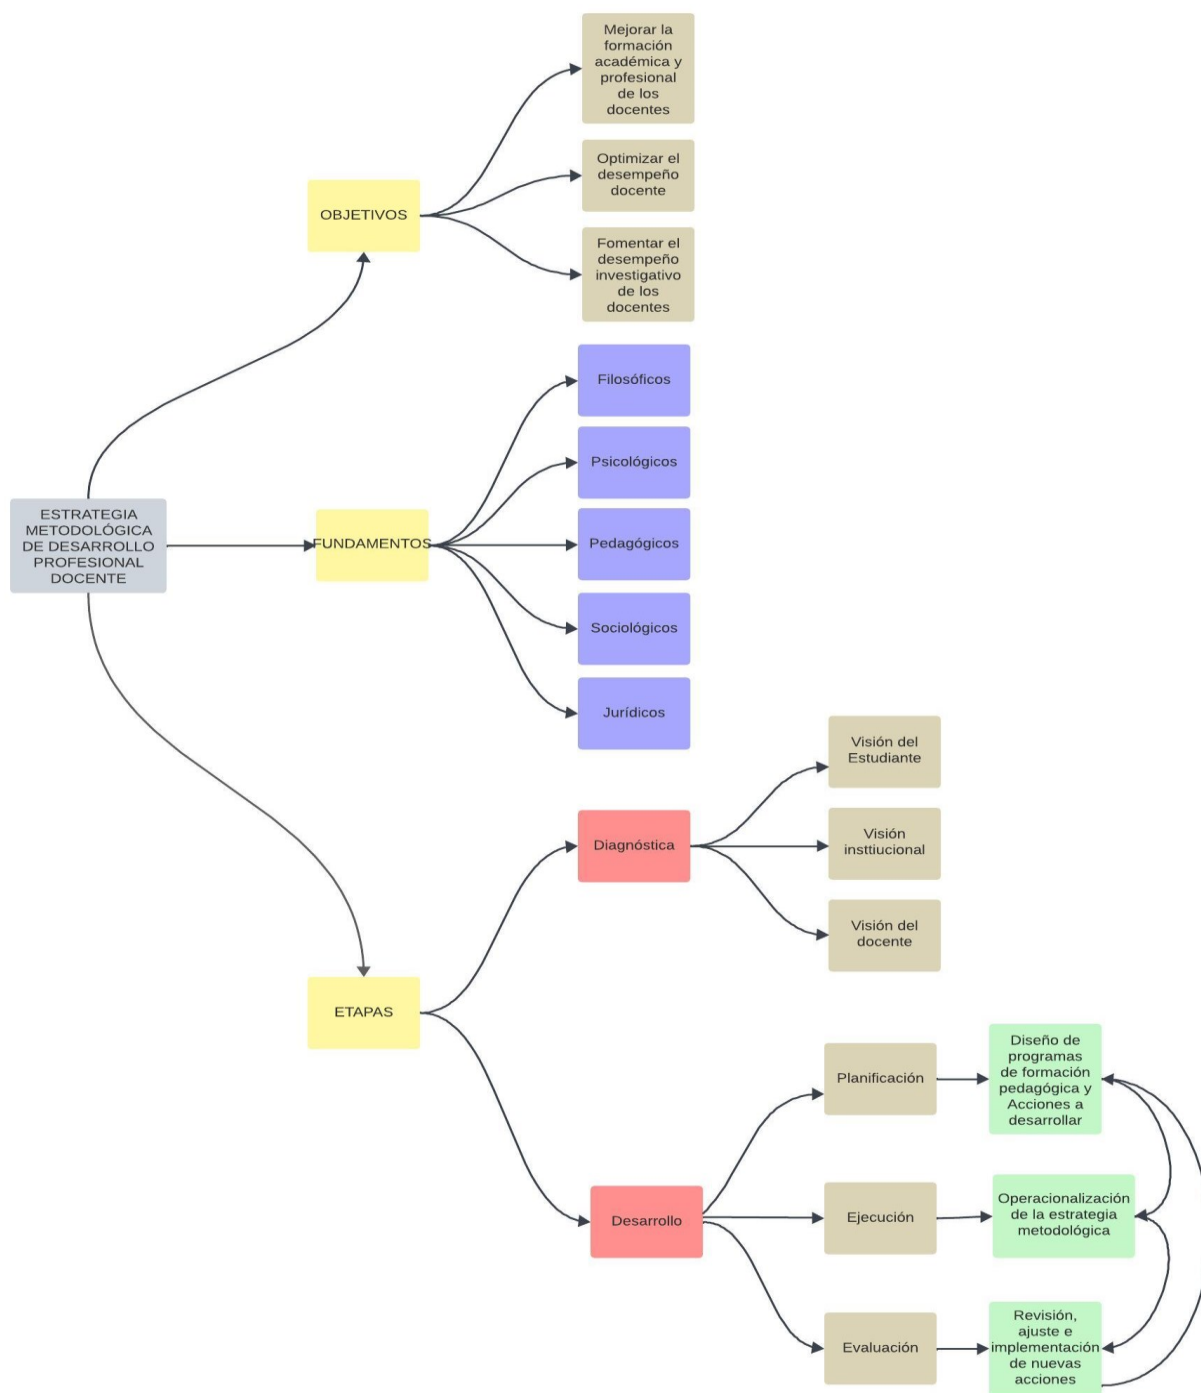 Mejorar la
formación
académica y
profesional
de los
docentes
Optimizar el
desempeño
docente
OBJETIVOS
Fomentar el
desempeño
investigativo
de los
docentes
Filosóficos
Psicológicos
ESTRATEGIA
METODOLÓGICA
DE DESARROLLO
PROFESIONAL
DOCENTE
FUNDAMENTOS
Pedagógicos
Sociológicos
Jurídicos
Visión del
Estudiante
Diagnóstica
Visión
insttiucional
Visión del
docente
ETAPAS
Planificación
Diseño de
programas
de formación
pedagógica y
Acciones a
desarrollar
Desarrollo
Ejecución
Operacionalización
de la estrategia
metodológica
Evaluación
Revisión,
ajuste e
implementación
de nuevas
acciones